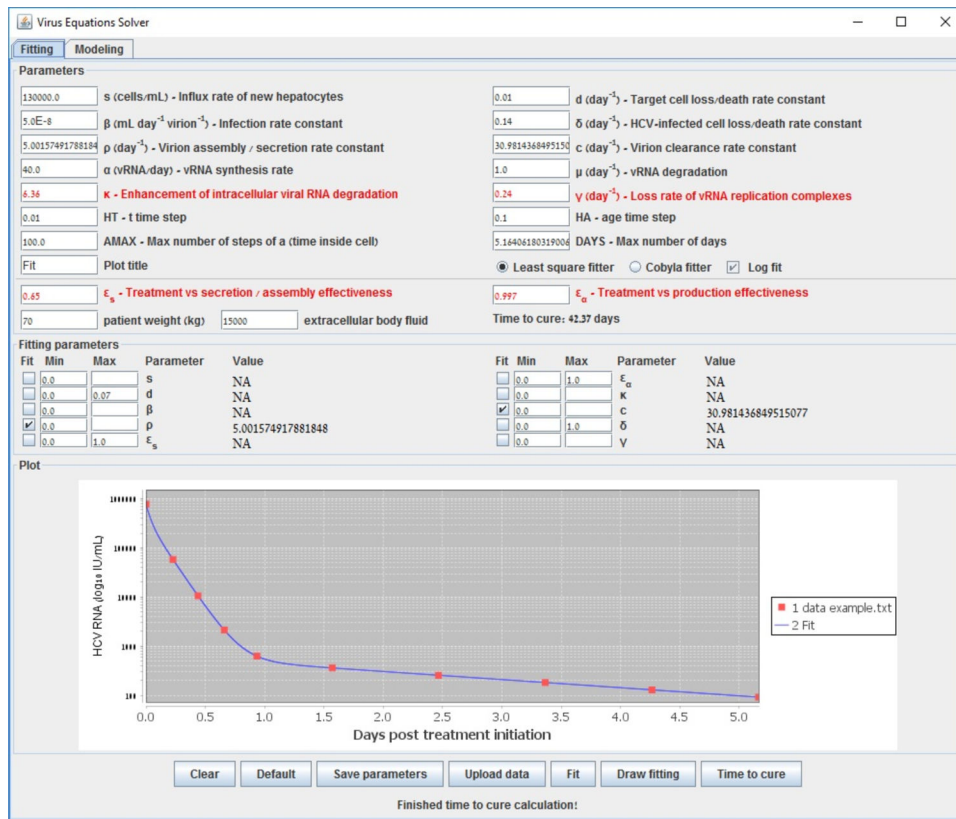 Virus Equations Solver
Fitting Modeling
Parameters
130000.0 s (cells/mL) - Influx rate of new hepatocytes 0.01 d (day⁻¹) - Target cell loss/death rate constant
5.0E-8 β (mL day⁻¹ virion⁻¹) - Infection rate constant 0.14 δ (day⁻¹) - HCV-infected cell loss/death rate constant
5.00157491788184 ρ (day⁻¹) - Virion assembly / secretion rate constant 30.9814368495150 c (day⁻¹) - Virion clearance rate constant
40.0 α (vRNA/day) - vRNA synthesis rate 1.0 μ (day⁻¹) - vRNA degradation
6.36 κ - Enhancement of intracellular viral RNA degradation 0.24 γ (day⁻¹) - Loss rate of vRNA replication complexes
0.01 HT - t time step 0.1 HA - age time step
100.0 AMAX - Max number of steps of a (time inside cell) 5.16406180319006 DAYS - Max number of days
Fit Plot title Least square fitter Cobyla fitter Log fit
0.65 εs - Treatment vs secretion / assembly effectiveness 0.997 εα - Treatment vs production effectiveness
70 patient weight (kg) 15000 extracellular body fluid Time to cure: 42.37 days
Fitting parameters
Fit Min Max Parameter Value Fit Min Max Parameter Value
0.0 s NA 0.0 1.0 εα NA
0.0 0.07 d NA 0.0 κ NA
0.0 β NA 0.0 c 30.981436849515077
0.0 ρ 5.001574917881848 0.0 1.0 δ NA
0.0 1.0 εs NA 0.0 γ NA
Plot
HCV RNA (log₁₀ IU/mL)
1 data example.txt
2 Fit
0.0 0.5 1.0 1.5 2.0 2.5 3.0 3.5 4.0 4.5 5.0
Days post treatment initiation
Clear Default Save parameters Upload data Fit Draw fitting Time to cure
Finished time to cure calculation!